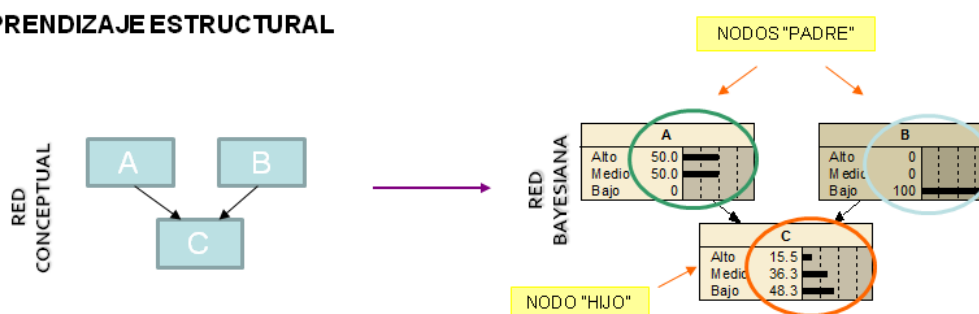 PRENDIZAJE ESTRUCTURAL
NODOS "PADRE"
RED
CONCEPTUAL
A
B
C
RED
BAYESIANA
A
Alto 50.0
Medio 50.0
Bajo 0
B
Alto 0
Medio 0
Bajo 100
C
Alto 15.5
Medio 36.3
Bajo 48.3
NODO "HIJO"